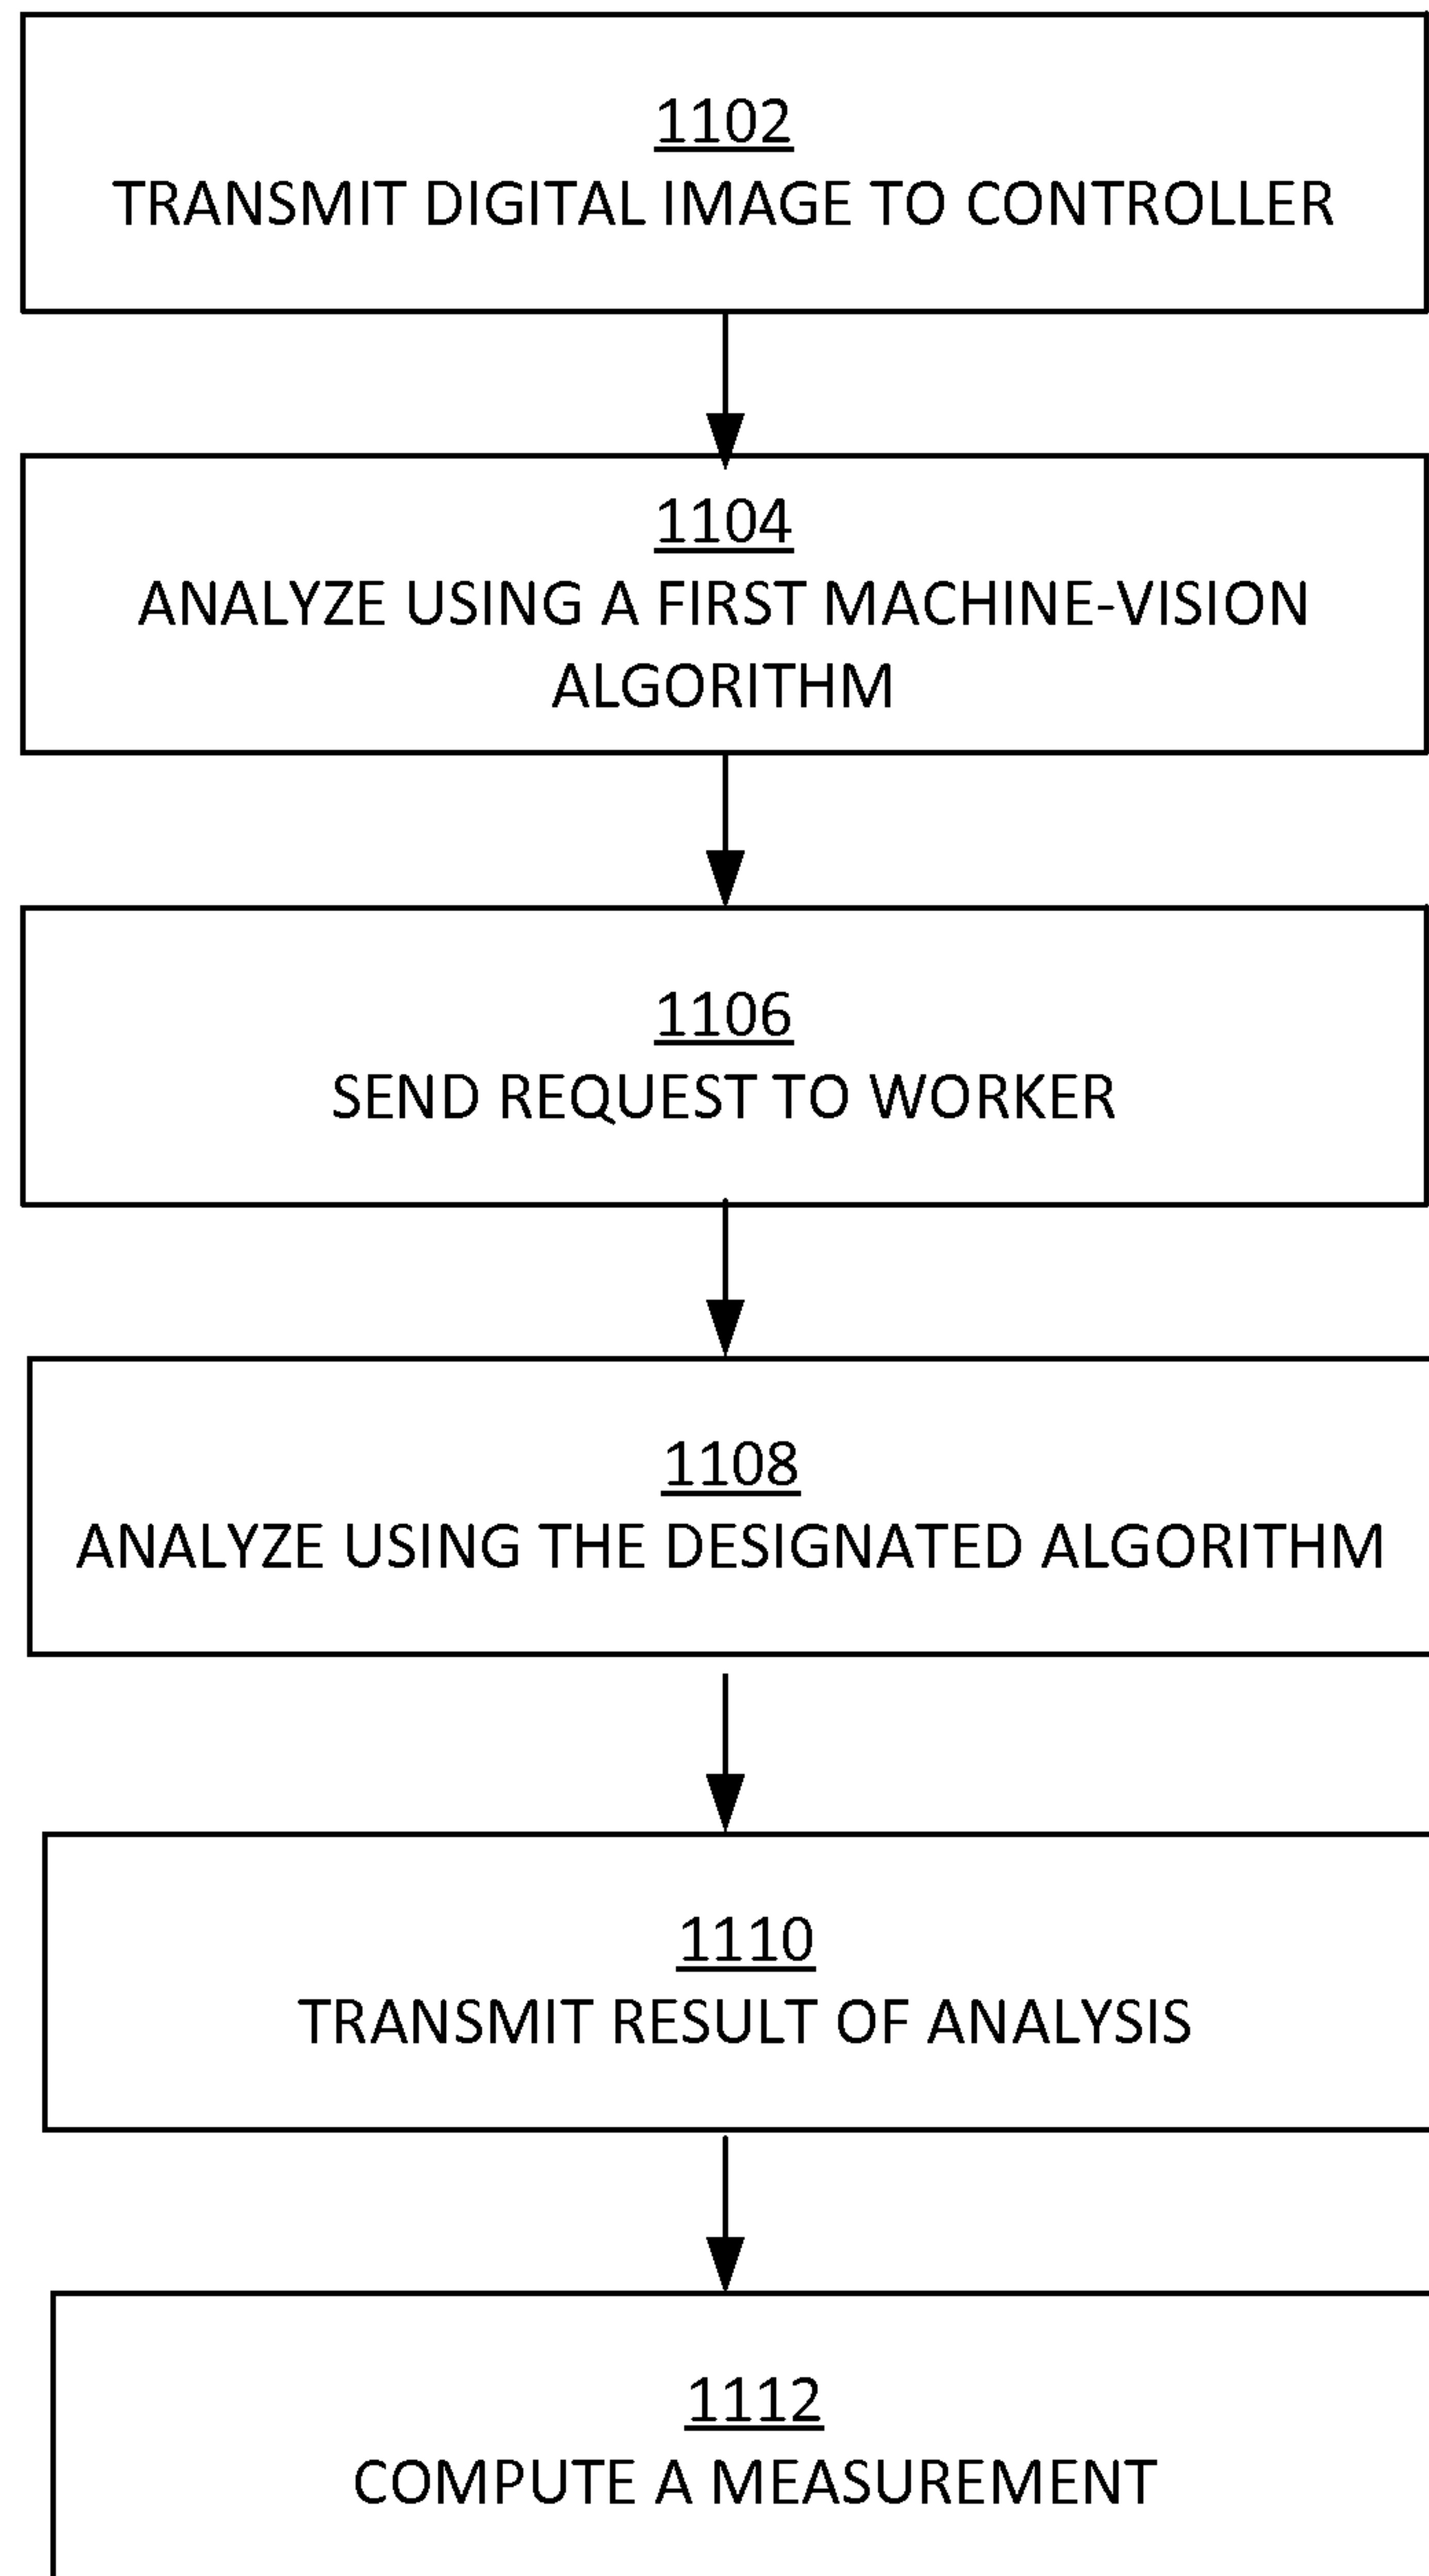 1102
TRANSMIT DIGITAL IMAGE TO CONTROLLER
1104
ANALYZE USING A FIRST MACHINE-VISION
ALGORITHM
1106
SEND REQUEST TO WORKER
1108
ANALYZE USING THE DESIGNATED ALGORITHM
1110
TRANSMIT RESULT OF ANALYSIS
1112
COMPUTE A MEASUREMENT